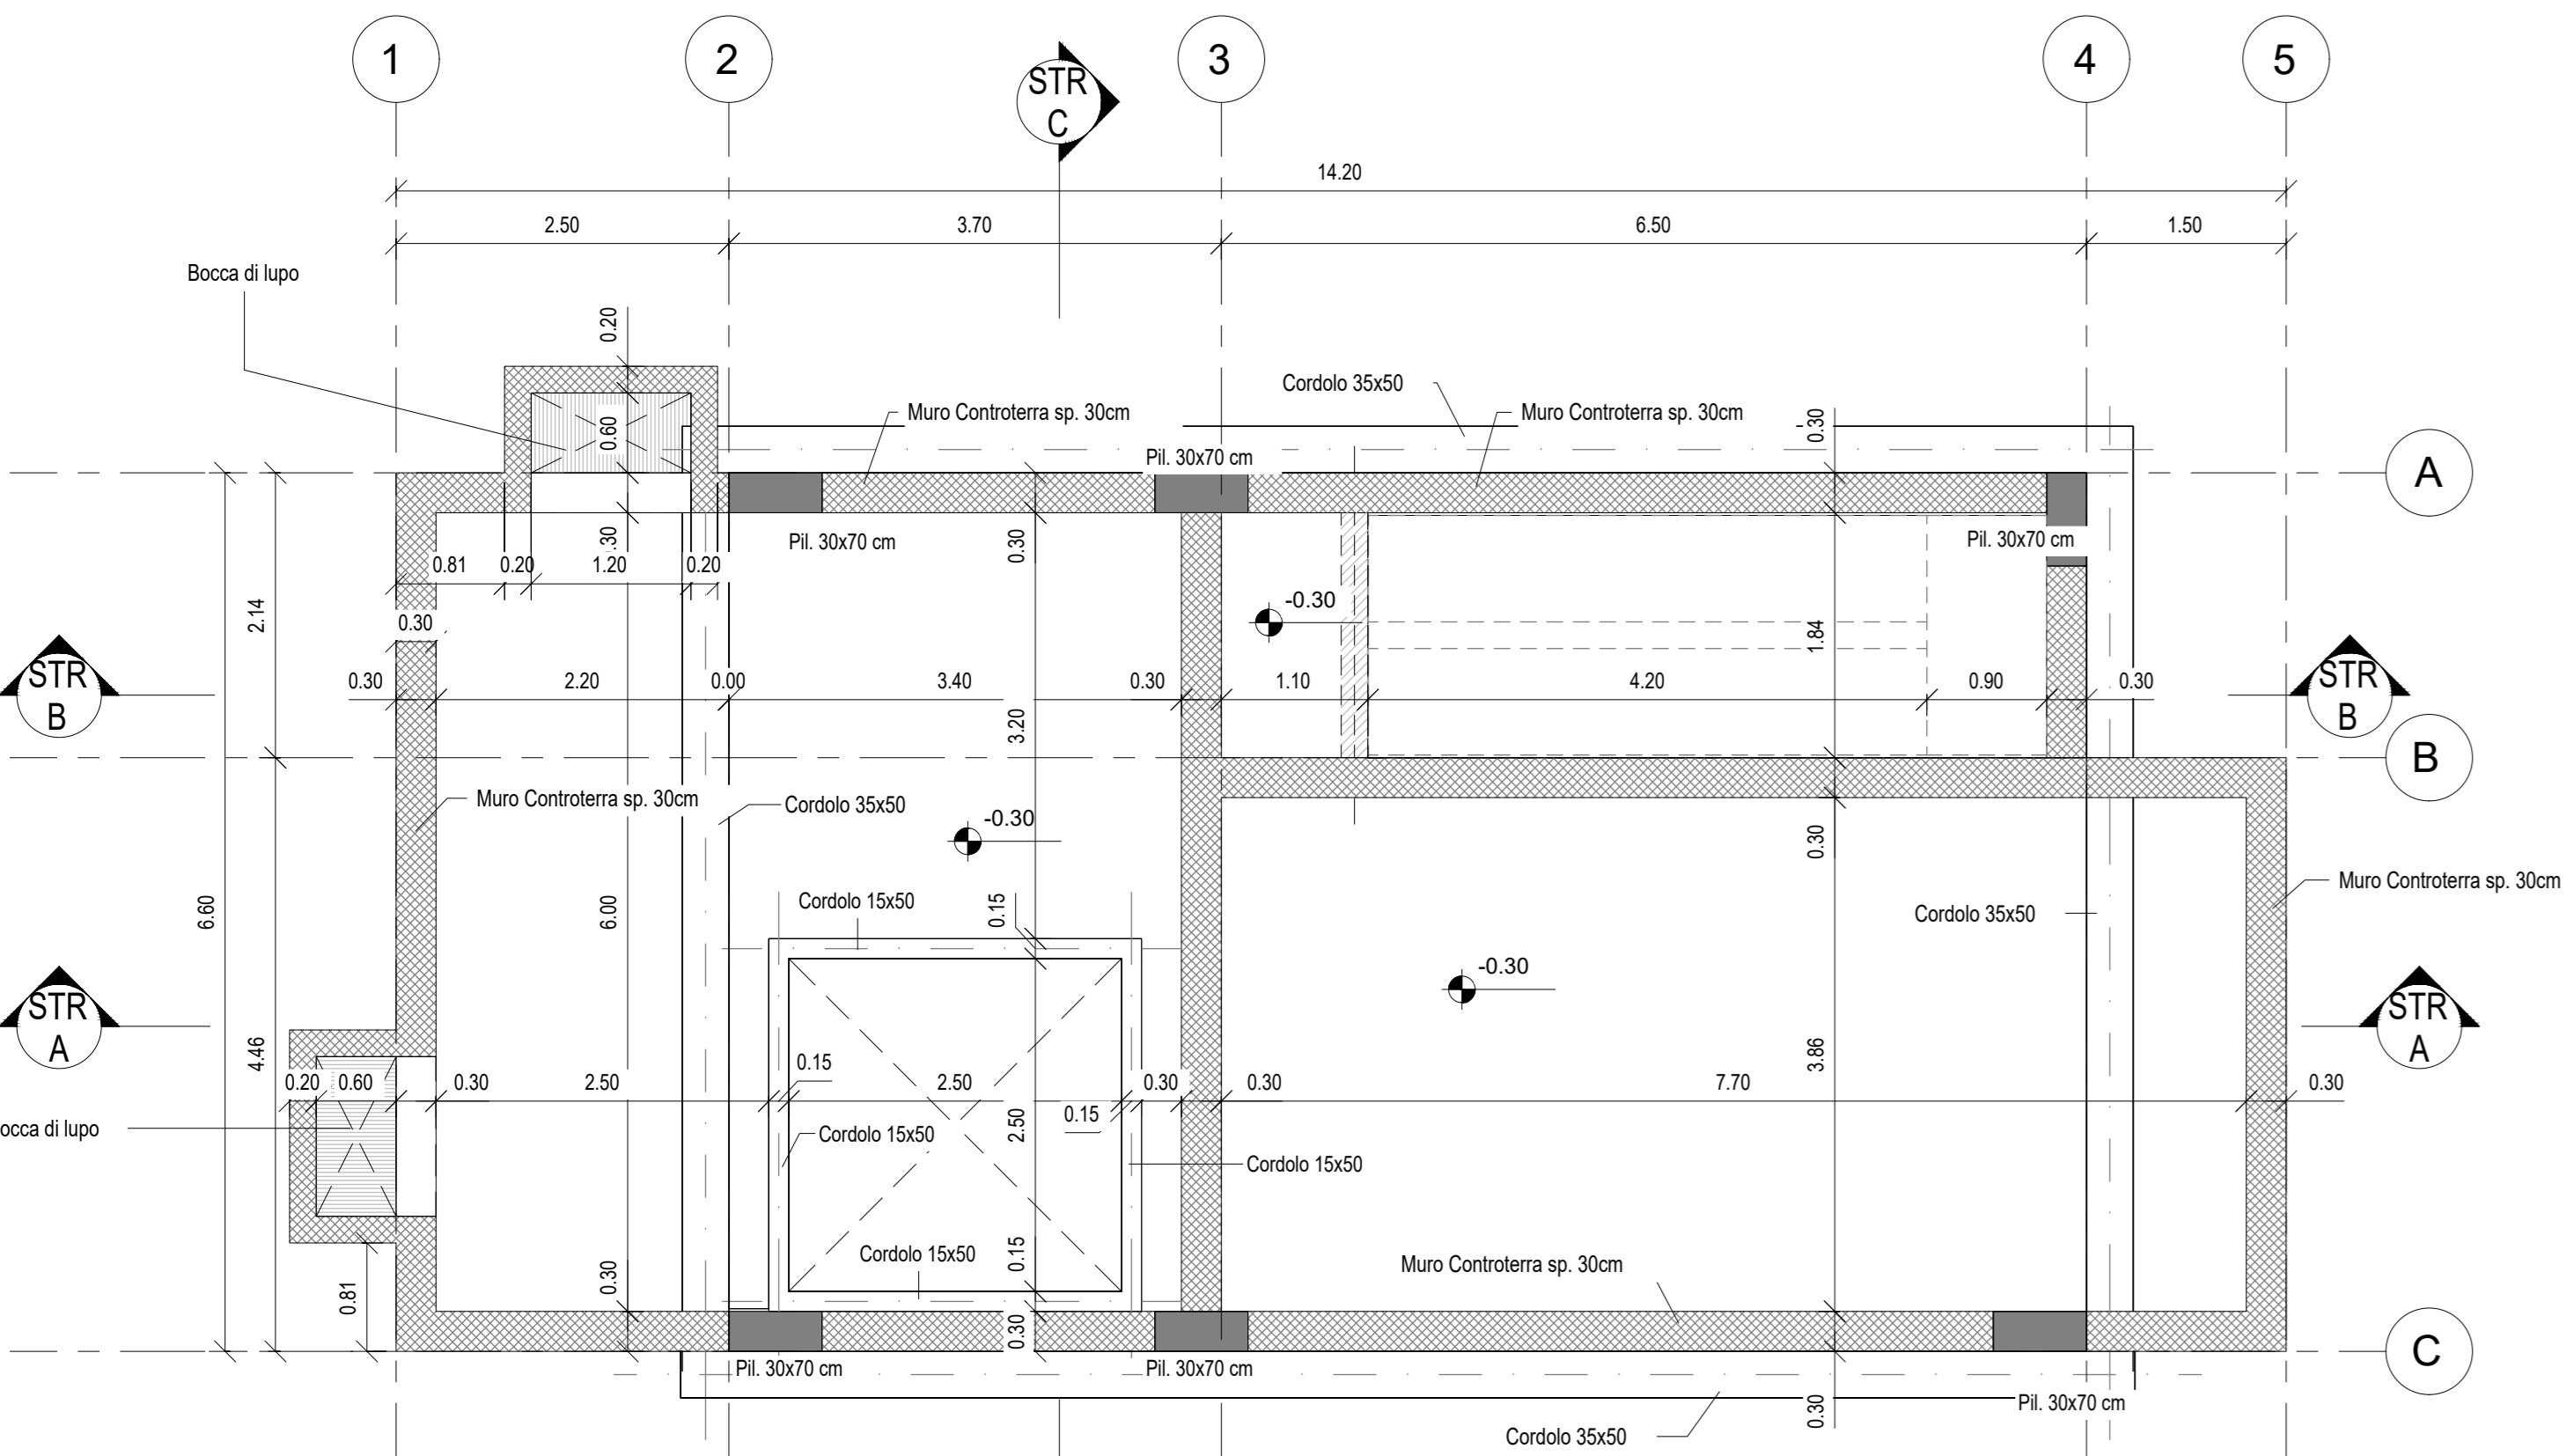 1
2
3
4
5
STR
C
14.20
2.50
3.70
6.50
1.50
Bocca di lupo
0.20
Cordolo 35x50
Muro Controterra sp. 30cm
Muro Controterra sp. 30cm
0.30
0.60
Pil. 30x70 cm
A
Pil. 30x70 cm
.30
0.30
Pil. 30x70 cm
0.81
0.20
1.20
0.20
-0.30
2.14
0.30
1.84
STR
B
0.30
2.20
0.00
3.40
0.30
1.10
4.20
0.90
0.30
STR
B
3.20
B
Muro Controterra sp. 30cm
Cordolo 35x50
-0.30
0.30
Muro Controterra sp. 30cm
6.60
6.00
Cordolo 15x50
0.15
Cordolo 35x50
-0.30
STR
A
4.46
3.86
STR
A
0.15
0.20
0.60
0.30
2.50
2.50
0.30
0.30
7.70
0.30
0.15
occa di lupo
Cordolo 15x50
2.50
Cordolo 15x50
Cordolo 15x50
0.15
Muro Controterra sp. 30cm
0.81
0.30
0.30
C
Pil. 30x70 cm
Pil. 30x70 cm
0.30
Pil. 30x70 cm
Cordolo 35x50